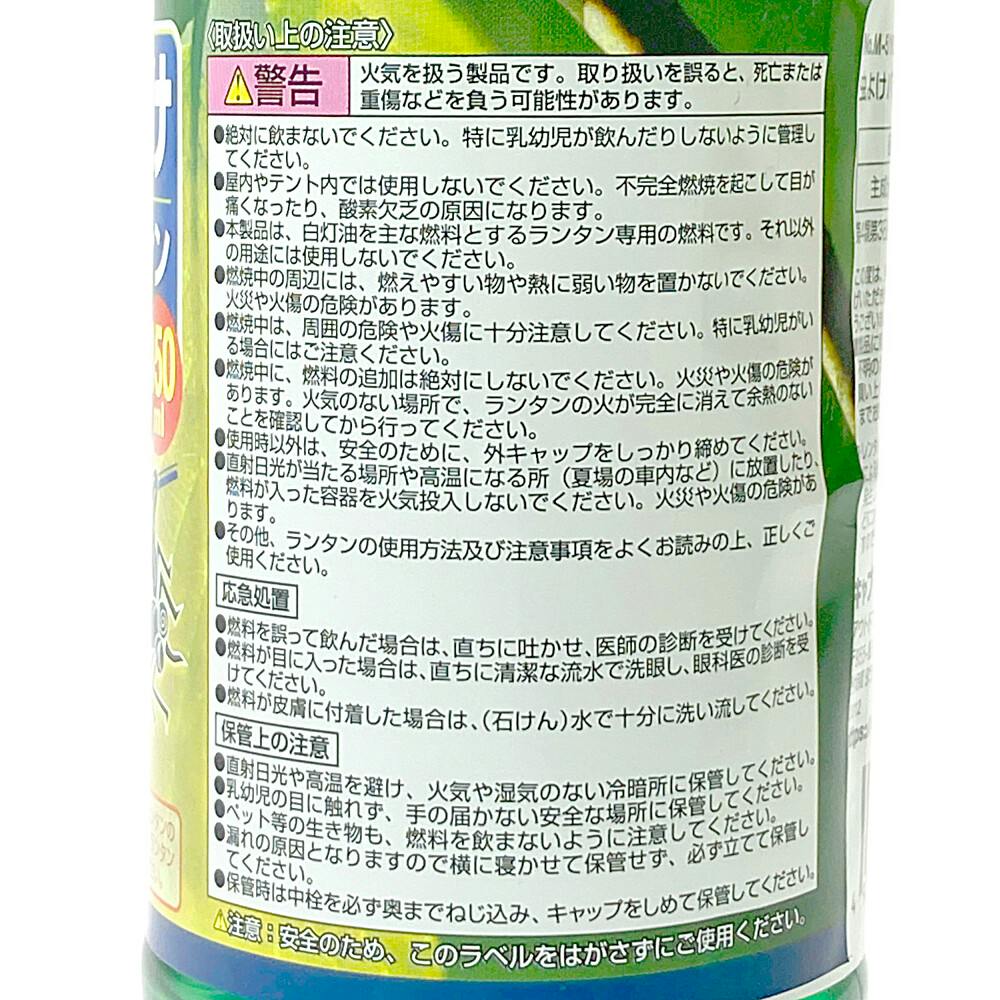 〈取扱い上の注意〉
警告
火気を扱う製品です。取り扱いを誤ると、死亡または
重傷などを負う可能性があります。
●絶対に飲まないでください。特に乳幼児が飲んだりしないように管理し
てください。
●屋内やテント内では使用しないでください。不完全燃焼を起こして目が
痛くなったり、酸素欠乏の原因になります。
●本製品は、白灯油を主な燃料とするランタン専用の燃料です。それ以外
の用途には使用しないでください。
●燃焼中の周辺には、燃えやすい物や熱に弱い物を置かないでください。
火災や火傷の危険があります。
●燃焼中は、周囲の危険や火傷に十分注意してください。特に乳幼児がい
る場合にはご注意ください。
●燃焼中に、燃料の追加は絶対にしないでください。火災や火傷の危険が
あります。火気のない場所で、ランタンの火が完全に消えて余熱のない
ことを確認してから行ってください。
●使用時以外は、安全のために、外キャップをしっかり締めてください。
●直射日光が当たる場所や高温になる所（夏場の車内など）に放置したり、
燃料が入った容器を火気投入しないでください。火災や火傷の危険があ
ります。
●その他、ランタンの使用方法及び注意事項をよくお読みの上、正しくご
使用ください。
応急処置
●燃料を誤って飲んだ場合は、直ちに吐かせ、医師の診断を受けてください。
●燃料が目に入った場合は、直ちに清潔な流水で洗眼し、眼科医の診断を受
けてください。
●燃料が皮膚に付着した場合は、（石けん）水で十分に洗い流してください。
保管上の注意
●直射日光や高温を避け、火気や湿気のない冷暗所に保管してください。
●乳幼児の目に触れず、手の届かない安全な場所に保管してください。
●ペット等の生き物も、燃料を飲まないように注意してください。
●漏れの原因となりますので横に寝かせて保管せず、必ず立てて保管し
てください。
●保管時は中栓を必ず奥までねじ込み、キャップをしめて保管してください。
⚠注意：安全のため、このラベルをはがさずにご使用ください。
50
ml
No.M-
虫よけ